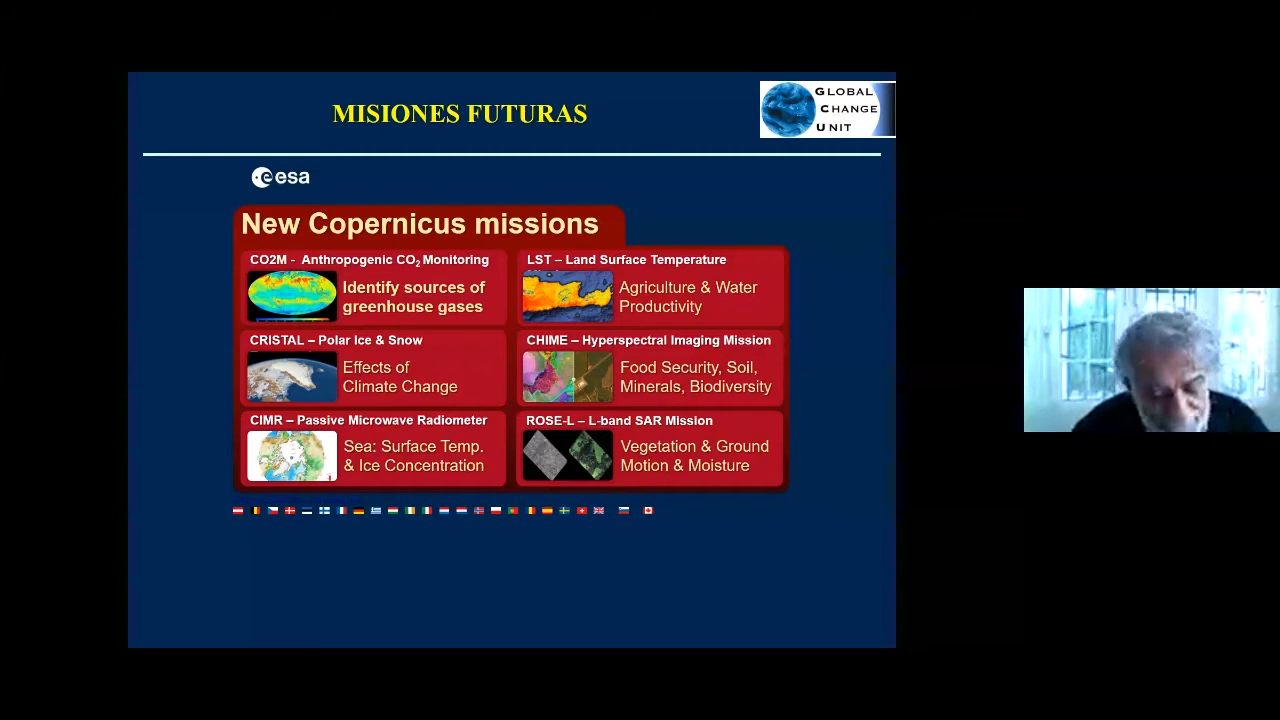 MISIONES FUTURAS
GLOBAL
CHANGE
UNIT
esa
New Copernicus missions
CO2M - Anthropogenic CO₂ Monitoring
Identify sources of
greenhouse gases
LST – Land Surface Temperature
Agriculture & Water
Productivity
CRISTAL – Polar Ice & Snow
Effects of
Climate Change
CHIME – Hyperspectral Imaging Mission
Food Security, Soil,
Minerals, Biodiversity
CIMR – Passive Microwave Radiometer
Sea: Surface Temp.
& Ice Concentration
ROSE-L – L-band SAR Mission
Vegetation & Ground
Motion & Moisture